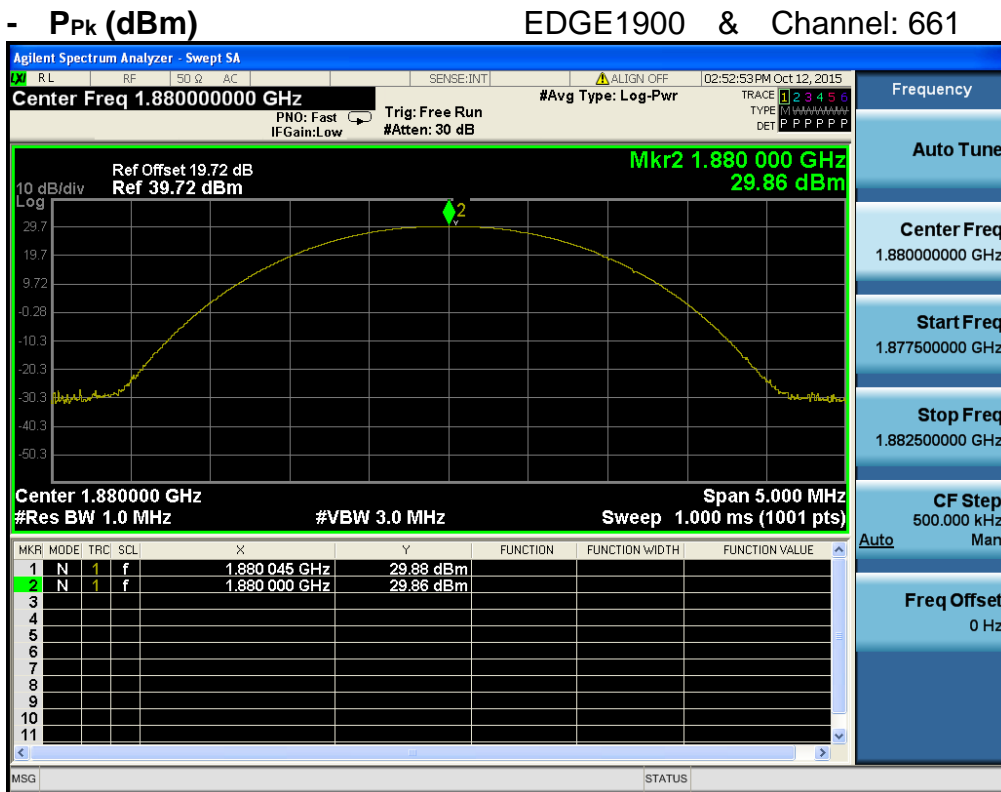 - PPk (dBm) EDGE1900 & Channel: 661
Agilent Spectrum Analyzer - Swept SA
LXI RL RF 50 Ω AC SENSE:INT ALIGN OFF 02:52:53 PM Oct 12, 2015
Center Freq 1.880000000 GHz #Avg Type: Log-Pwr TRACE 1 2 3 4 5 6
PNO: Fast Trig: Free Run TYPE M W W W W W
IFGain:Low #Atten: 30 dB DET P P P P P P
Mkr2 1.880 000 GHz
29.86 dBm
Ref Offset 19.72 dB
10 dB/div Ref 39.72 dBm
Log
2
29.7
19.7
9.72
-0.28
-10.3
-20.3
-30.3
-40.3
-50.3
Center 1.880000 GHz Span 5.000 MHz
#Res BW 1.0 MHz #VBW 3.0 MHz Sweep 1.000 ms (1001 pts)
MKR MODE TRC SCL X Y FUNCTION FUNCTION WIDTH FUNCTION VALUE
1 N 1 f 1.880 045 GHz 29.88 dBm
2 N 1 f 1.880 000 GHz 29.86 dBm
3
4
5
6
7
8
9
10
11
MSG STATUS
Frequency
Auto Tune
Center Freq
1.880000000 GHz
Start Freq
1.877500000 GHz
Stop Freq
1.882500000 GHz
CF Step
500.000 kHz
Auto Man
Freq Offset
0 Hz